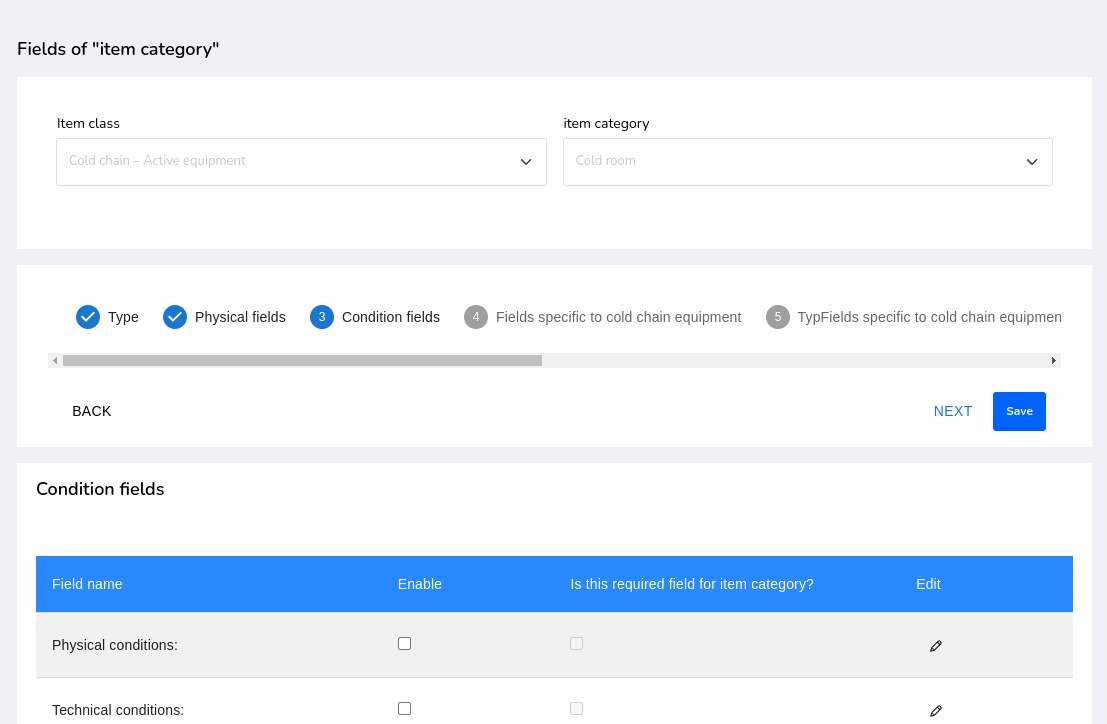 Fields of "item category"
Item class
item category
Cold chain – Active equipment
Cold room
Type
Physical fields
3 Condition fields
4 Fields specific to cold chain equipment
5 TypFields specific to cold chain equipmen
BACK
NEXT
Save
Condition fields
Field name
Enable
Is this required field for item category?
Edit
Physical conditions:
Technical conditions: